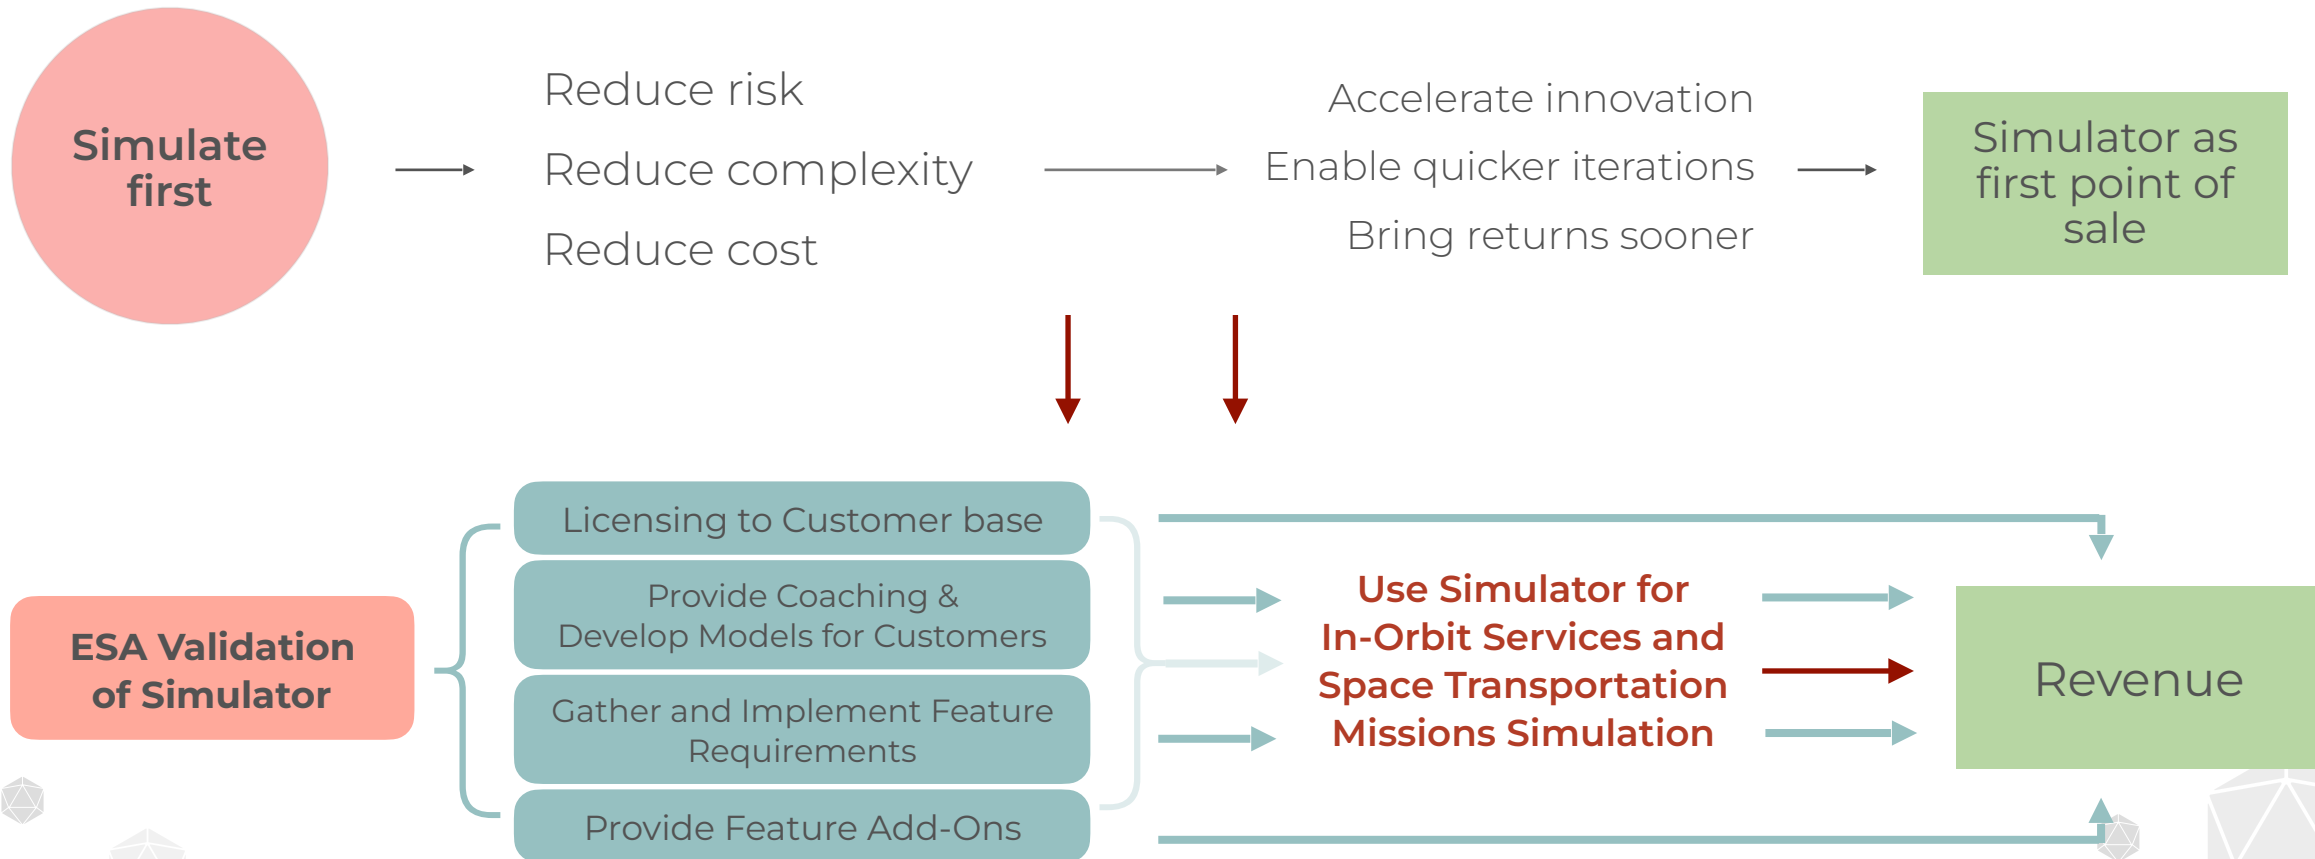 Simulate
first
Reduce risk
Reduce complexity
Reduce cost
Accelerate innovation
Enable quicker iterations
Bring returns sooner
Simulator as
first point of
sale
ESA Validation
of Simulator
Licensing to Customer base
Provide Coaching &
Develop Models for Customers
Gather and Implement Feature
Requirements
Provide Feature Add-Ons
Use Simulator for
In-Orbit Services and
Space Transportation
Missions Simulation
Revenue